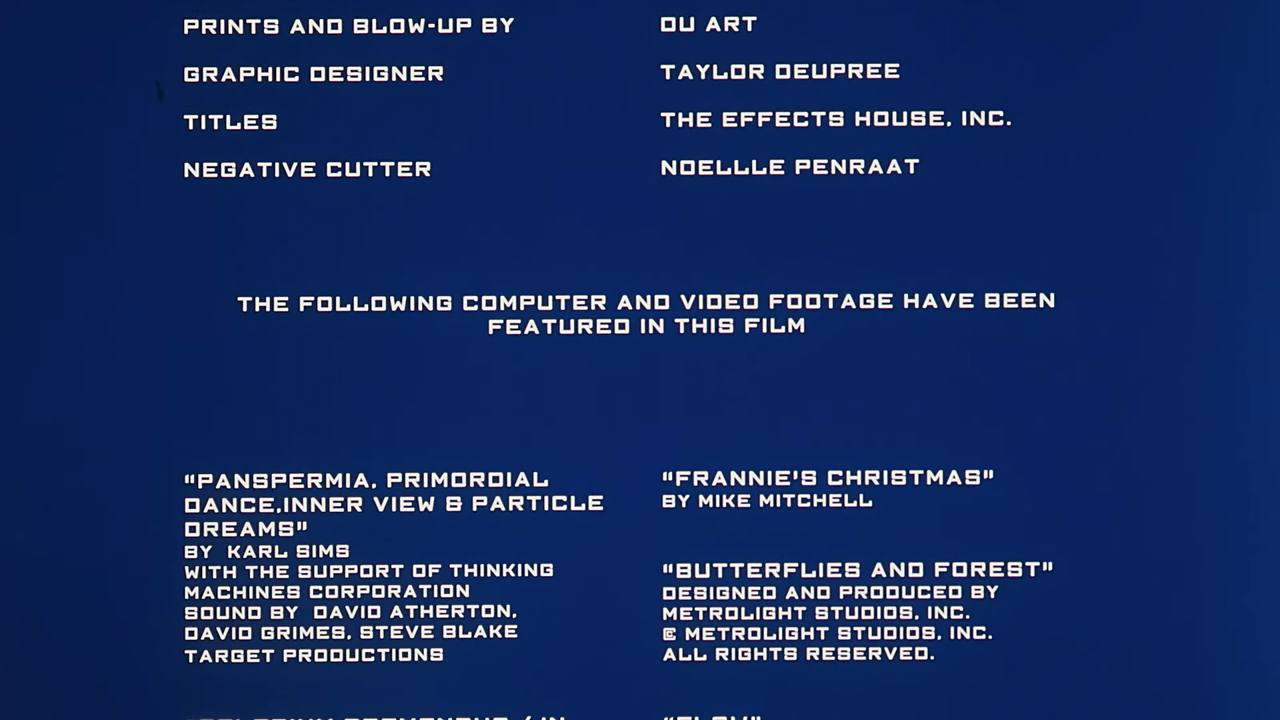 PRINTS AND BLOW-UP BY DU ART
GRAPHIC DESIGNER TAYLOR DEUPREE
TITLES THE EFFECTS HOUSE, INC.
NEGATIVE CUTTER NOELLLE PENRAAT
THE FOLLOWING COMPUTER AND VIDEO FOOTAGE HAVE BEEN
FEATURED IN THIS FILM
"PANSPERMIA, PRIMORDIAL
DANCE,INNER VIEW & PARTICLE
DREAMS"
BY KARL SIMS
WITH THE SUPPORT OF THINKING
MACHINES CORPORATION
SOUND BY DAVID ATHERTON,
DAVID GRIMES, STEVE BLAKE
TARGET PRODUCTIONS
"FRANNIE'S CHRISTMAS"
BY MIKE MITCHELL
"BUTTERFLIES AND FOREST"
DESIGNED AND PRODUCED BY
METROLIGHT STUDIOS, INC.
© METROLIGHT STUDIOS, INC.
ALL RIGHTS RESERVED.